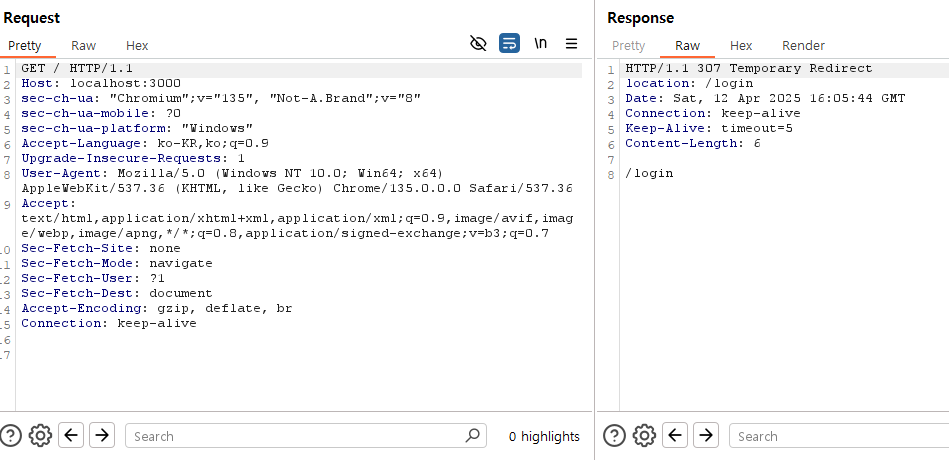 Request
Pretty Raw Hex
\n
1 GET / HTTP/1.1
2 Host: localhost:3000
3 sec-ch-ua: "Chromium";v="135", "Not-A.Brand";v="8"
4 sec-ch-ua-mobile: ?0
5 sec-ch-ua-platform: "Windows"
6 Accept-Language: ko-KR,ko;q=0.9
7 Upgrade-Insecure-Requests: 1
8 User-Agent: Mozilla/5.0 (Windows NT 10.0; Win64; x64)
AppleWebKit/537.36 (KHTML, like Gecko) Chrome/135.0.0.0 Safari/537.36
9 Accept:
text/html,application/xhtml+xml,application/xml;q=0.9,image/avif,imag
e/webp,image/apng,*/*;q=0.8,application/signed-exchange;v=b3;q=0.7
10 Sec-Fetch-Site: none
11 Sec-Fetch-Mode: navigate
12 Sec-Fetch-User: ?1
13 Sec-Fetch-Dest: document
14 Accept-Encoding: gzip, deflate, br
15 Connection: keep-alive
16
17
Search
0 highlights
Response
Pretty Raw Hex Render
1 HTTP/1.1 307 Temporary Redirect
2 location: /login
3 Date: Sat, 12 Apr 2025 16:05:44 GMT
4 Connection: keep-alive
5 Keep-Alive: timeout=5
6 Content-Length: 6
7
8 /login
Search